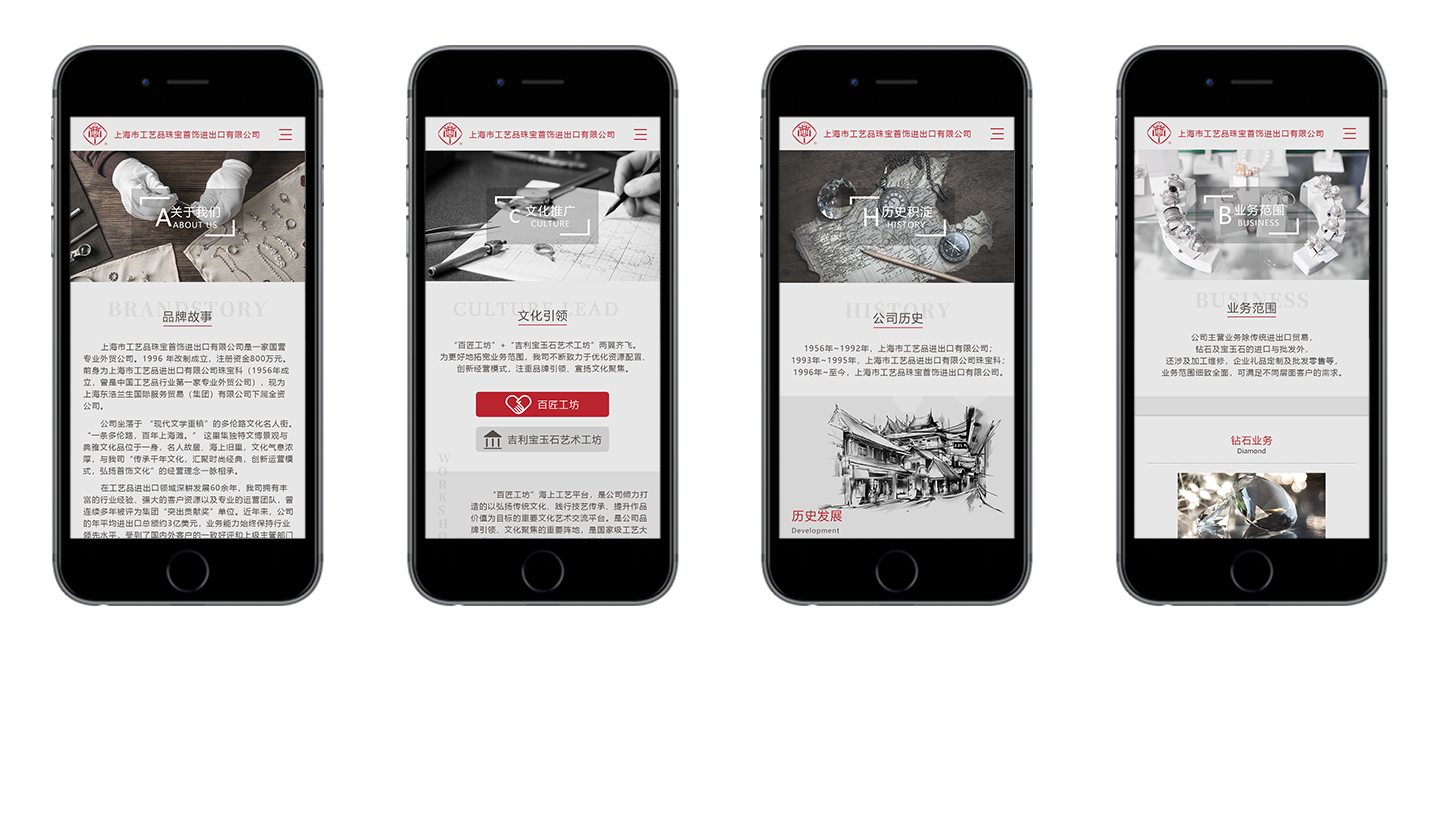 上海市工艺品珠宝首饰进出口有限公司
A关于我们
ABOUT US
BRANDSTORY
品牌故事
上海市工艺品珠宝首饰进出口有限公司是一家国营
专业外贸公司。1996 年改制成立，注册资金800万元。
前身为上海市工艺品进出口有限公司珠宝科（1956年成
立，曾是中国工艺品行业第一家专业外贸公司），现为
上海东浩兰生国际服务贸易（集团）有限公司下属全资
公司。
公司坐落于 “现代文学重镇”的多伦路文化名人街。
“一条多伦路，百年上海滩。” 这里集独特文博景观与
典雅文化品位于一身，名人故居、海上旧里，文化气息浓
厚，与我司“传承千年文化，汇聚时尚经典，创新运营模
式，弘扬首饰文化”的经营理念一脉相承。
在工艺品进出口领域深耕发展60余年，我司拥有丰
富的行业经验、强大的客户资源以及专业的运营团队，曾
连续多年被评为集团“突出贡献奖”单位。近年来，公司
的年平均进出口总额约3亿美元，业务能力始终保持行业
领先水平，受到了国内外客户的一致好评和上级主管部门
上海市工艺品珠宝首饰进出口有限公司
C 文化推广
CULTURE
CULTURE LEAD
文化引领
“百匠工坊”+“吉利宝玉石艺术工坊”两翼齐飞。
为更好地拓宽业务范围，我司不断致力于优化资源配置、
创新经营模式，注重品牌引领、宣扬文化聚焦。
百匠工坊
吉利宝玉石艺术工坊
WORKSHO
“百匠工坊”海上工艺平台，是公司倾力打
造的以弘扬传统文化、践行技艺传承、提升作品
价值为目标的重要文化艺术交流平台。是公司品
牌引领、文化聚焦的重要阵地，是国家级工艺大
上海市工艺品珠宝首饰进出口有限公司
H历史积淀
HISTORY
HISTORY
公司历史
1956年~1992年，上海市工艺品进出口有限公司；
1993年~1995年，上海市工艺品进出口有限公司珠宝科；
1996年~至今，上海市工艺品珠宝首饰进出口有限公司。
历史发展
Development
上海市工艺品珠宝首饰进出口有限公司
B 业务范围
BUSINESS
BUSINESS
业务范围
公司主营业务除传统进出口贸易，
钻石及宝玉石的进口与批发外，
还涉及加工维修，企业礼品定制及批发零售等，
业务范围细致全面，可满足不同层面客户的需求。
钻石业务
Diamond